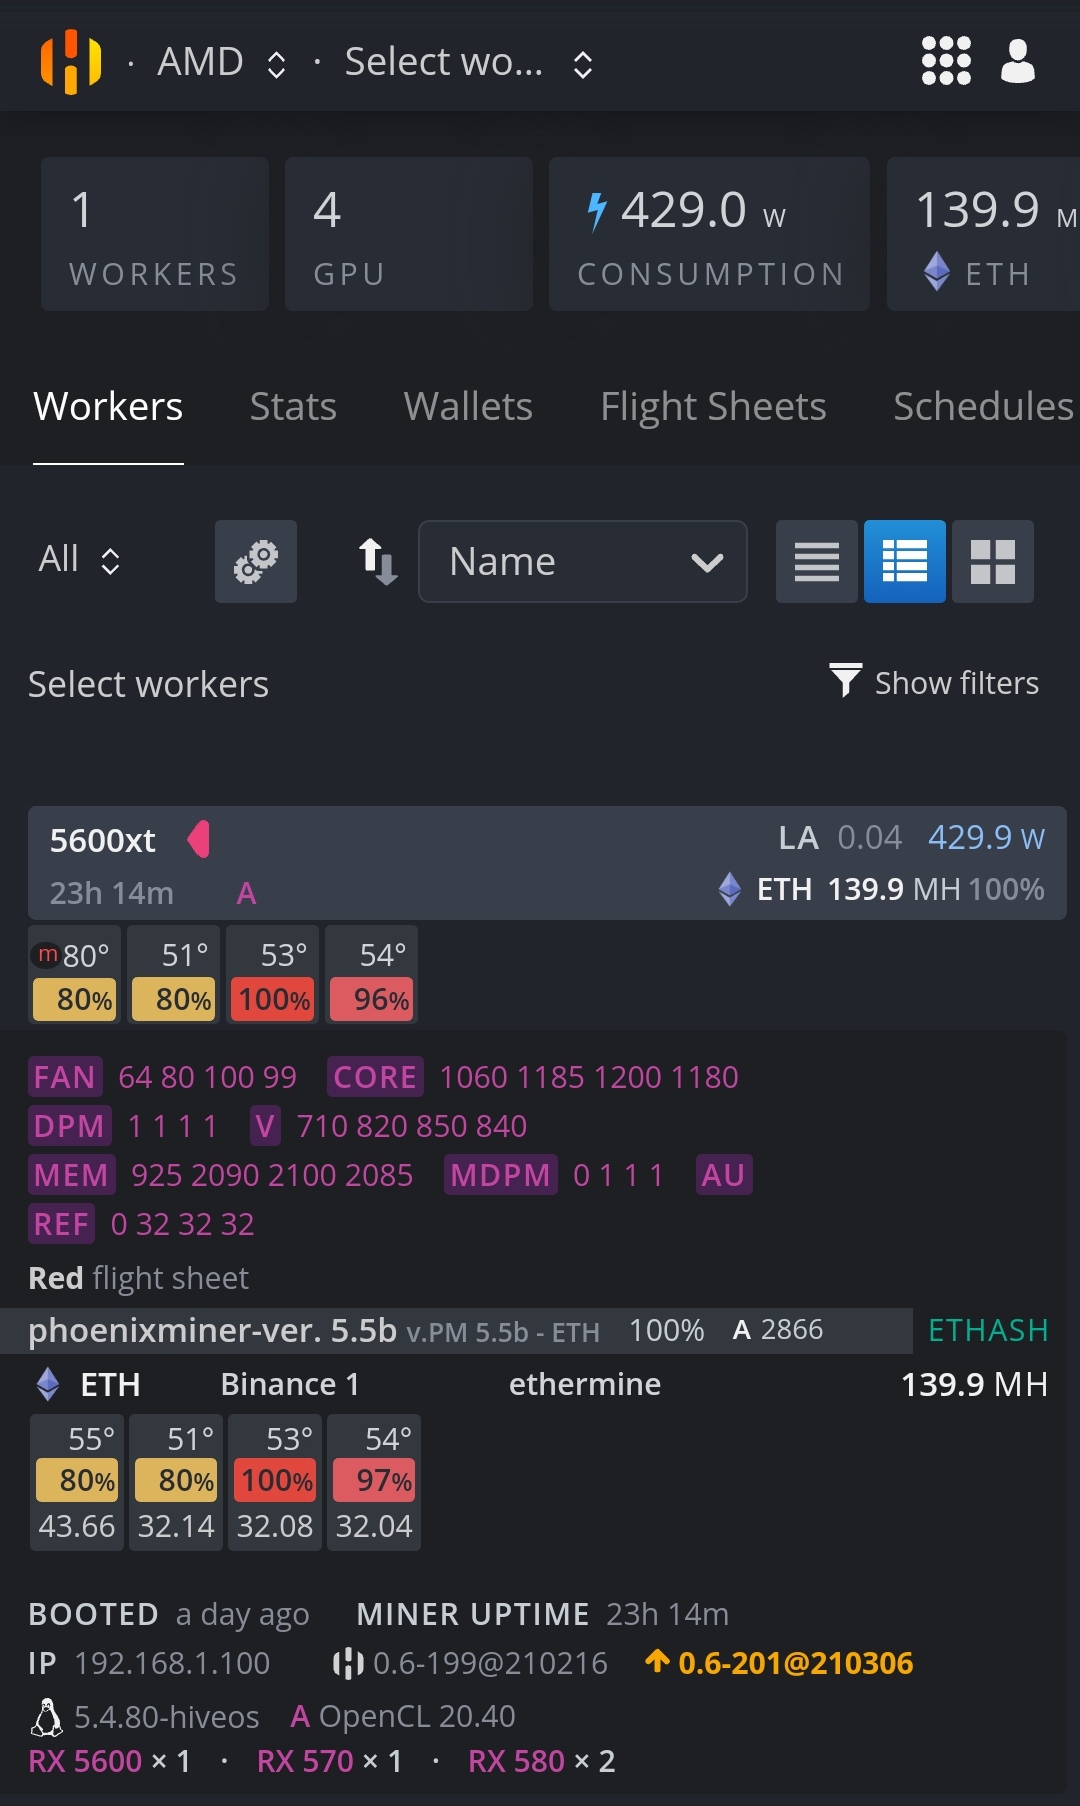 · AMD · Select wo...
1 4 429.0 W 139.9 M
WORKERS GPU CONSUMPTION ETH
Workers Stats Wallets Flight Sheets Schedules
All Name
Select workers Show filters
5600xt LA 0.04 429.9 W
23h 14m A ETH 139.9 MH 100%
m 80° 51° 53° 54°
80% 80% 100% 96%
FAN 64 80 100 99 CORE 1060 1185 1200 1180
DPM 1 1 1 1 V 710 820 850 840
MEM 925 2090 2100 2085 MDPM 0 1 1 1 AU
REF 0 32 32 32
Red flight sheet
phoenixminer-ver. 5.5b v.PM 5.5b - ETH 100% A 2866 ETHASH
ETH Binance 1 ethermine 139.9 MH
55° 51° 53° 54°
80% 80% 100% 97%
43.66 32.14 32.08 32.04
BOOTED a day ago MINER UPTIME 23h 14m
IP 192.168.1.100 0.6-199@210216 0.6-201@210306
5.4.80-hiveos A OpenCL 20.40
RX 5600 × 1 · RX 570 × 1 · RX 580 × 2